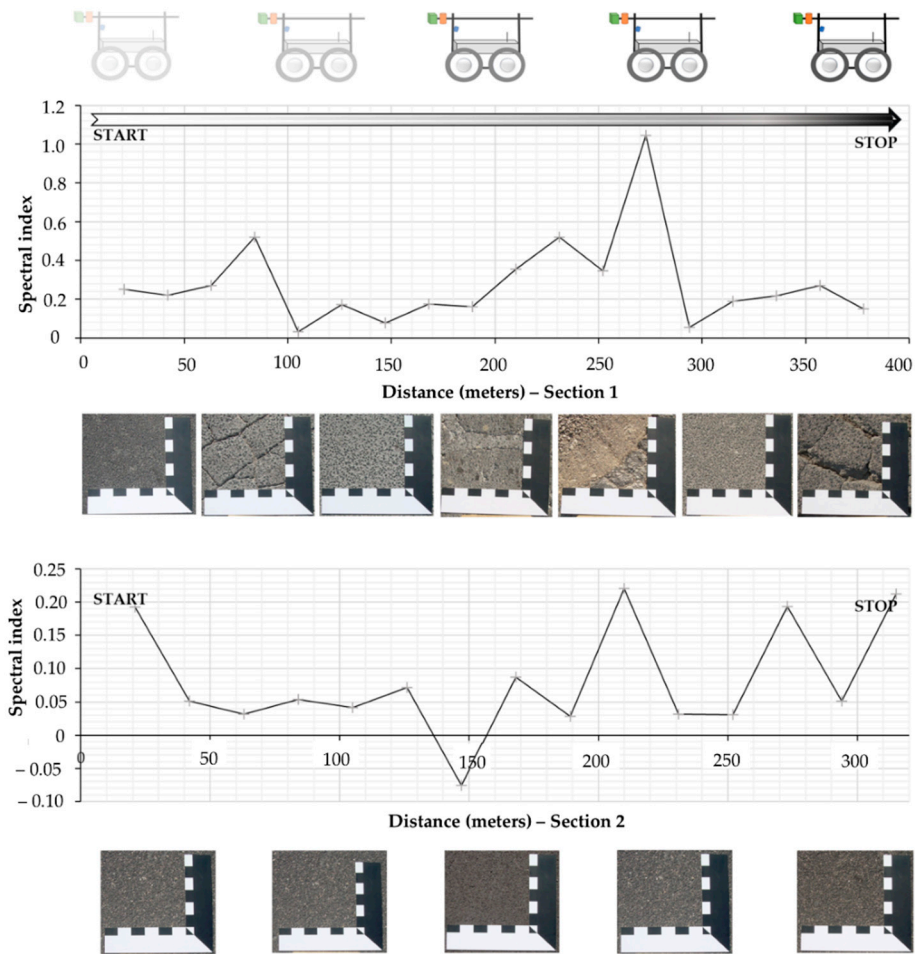 1.2
START
STOP
1.0
0.8
0.6
0.4
0.2
0
Spectral index
0 50 100 150 200 250 300 350 400
Distance (meters) – Section 1
0.25
START
STOP
0.20
0.15
0.10
0.05
0
– 0.05
– 0.10
Spectral index
0 50 100 150 200 250 300
Distance (meters) – Section 2